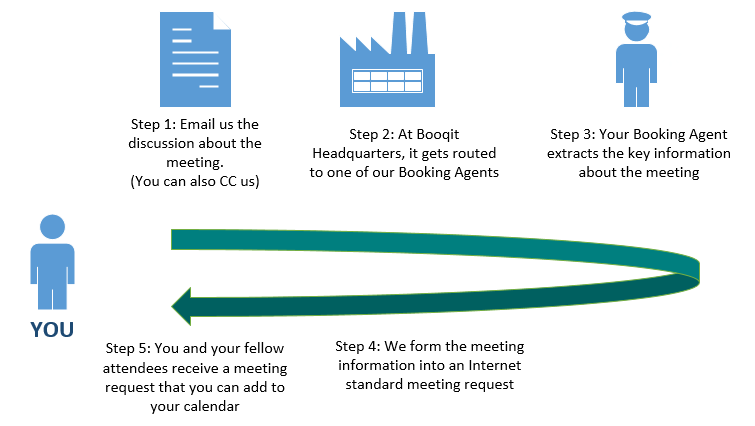 Step 1: Email us the
discussion about the
meeting.
(You can also CC us)
Step 2: At Booqit
Headquarters, it gets routed
to one of our Booking Agents
Step 3: Your Booking Agent
extracts the key information
about the meeting
YOU
Step 5: You and your fellow
attendees receive a meeting
request that you can add to
your calendar
Step 4: We form the meeting
information into an Internet
standard meeting request